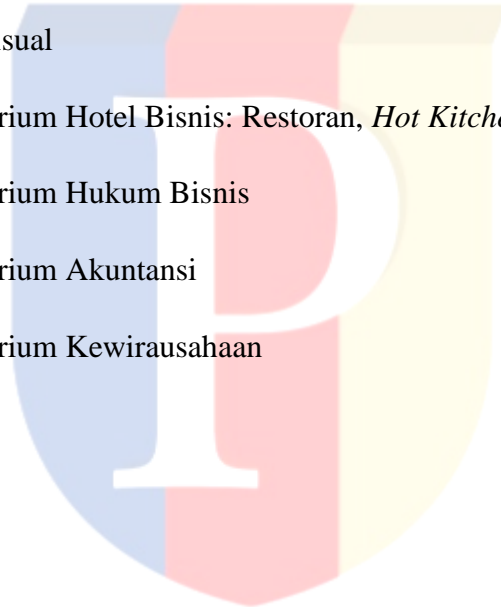 sual
rium Hotel Bisnis: Restoran, Hot Kitch
rium Hukum Bisnis
rium Akuntansi
rium Kewirausahaan
P